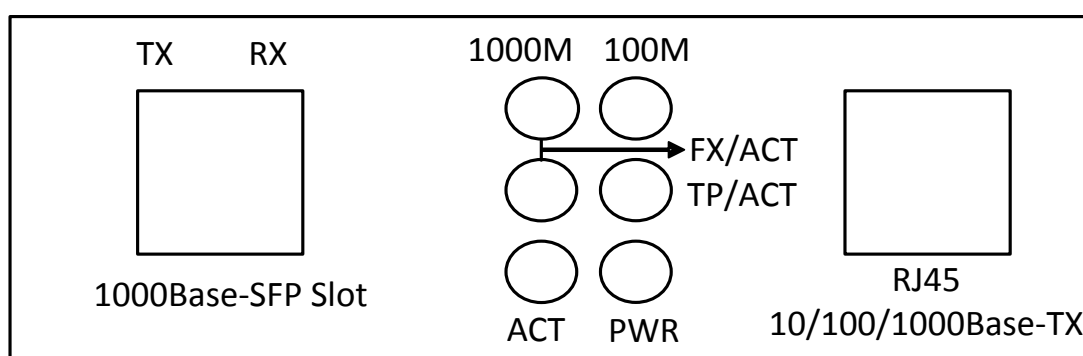 TX RX
1000M 100M
FX/ACT
TP/ACT
1000Base-SFP Slot
ACT PWR
RJ45
10/100/1000Base-TX